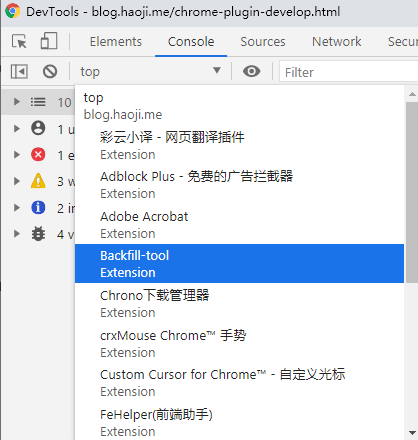 DevTools - blog.haoji.me/chrome-plugin-develop.html
Elements Console Sources Network
top Filter
top
blog.haoji.me
彩云小译 - 网页翻译插件
Extension
Adblock Plus - 免费的广告拦截器
Extension
Adobe Acrobat
Extension
Backfill-tool
Extension
Chrono下载管理器
Extension
crxMouse Chrome™ 手势
Extension
Custom Cursor for Chrome™ - 自定义光标
Extension
FeHelper(前端助手)
Extension
10
1 u
1 e
3 w
2 in
4 v